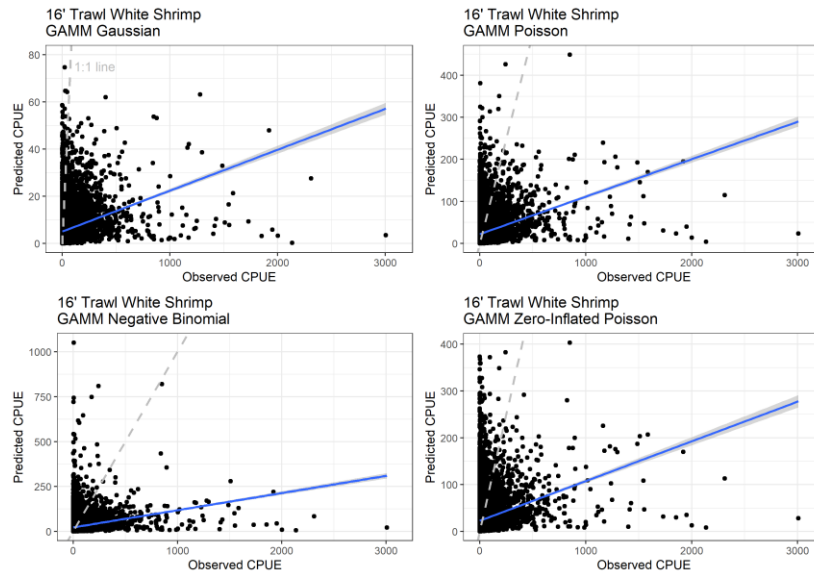 16' Trawl White Shrimp
GAMM Gaussian
80
60
40
20
0
1:1 line
Predicted CPUE
0
1000
2000
3000
Observed CPUE
16' Trawl White Shrimp
GAMM Poisson
400
300
200
100
0
Predicted CPUE
0
1000
2000
3000
Observed CPUE
16' Trawl White Shrimp
GAMM Negative Binomial
1000
750
500
250
0
Predicted CPUE
0
1000
2000
3000
Observed CPUE
16' Trawl White Shrimp
GAMM Zero-Inflated Poisson
400
300
200
100
0
Predicted CPUE
0
1000
2000
3000
Observed CPUE